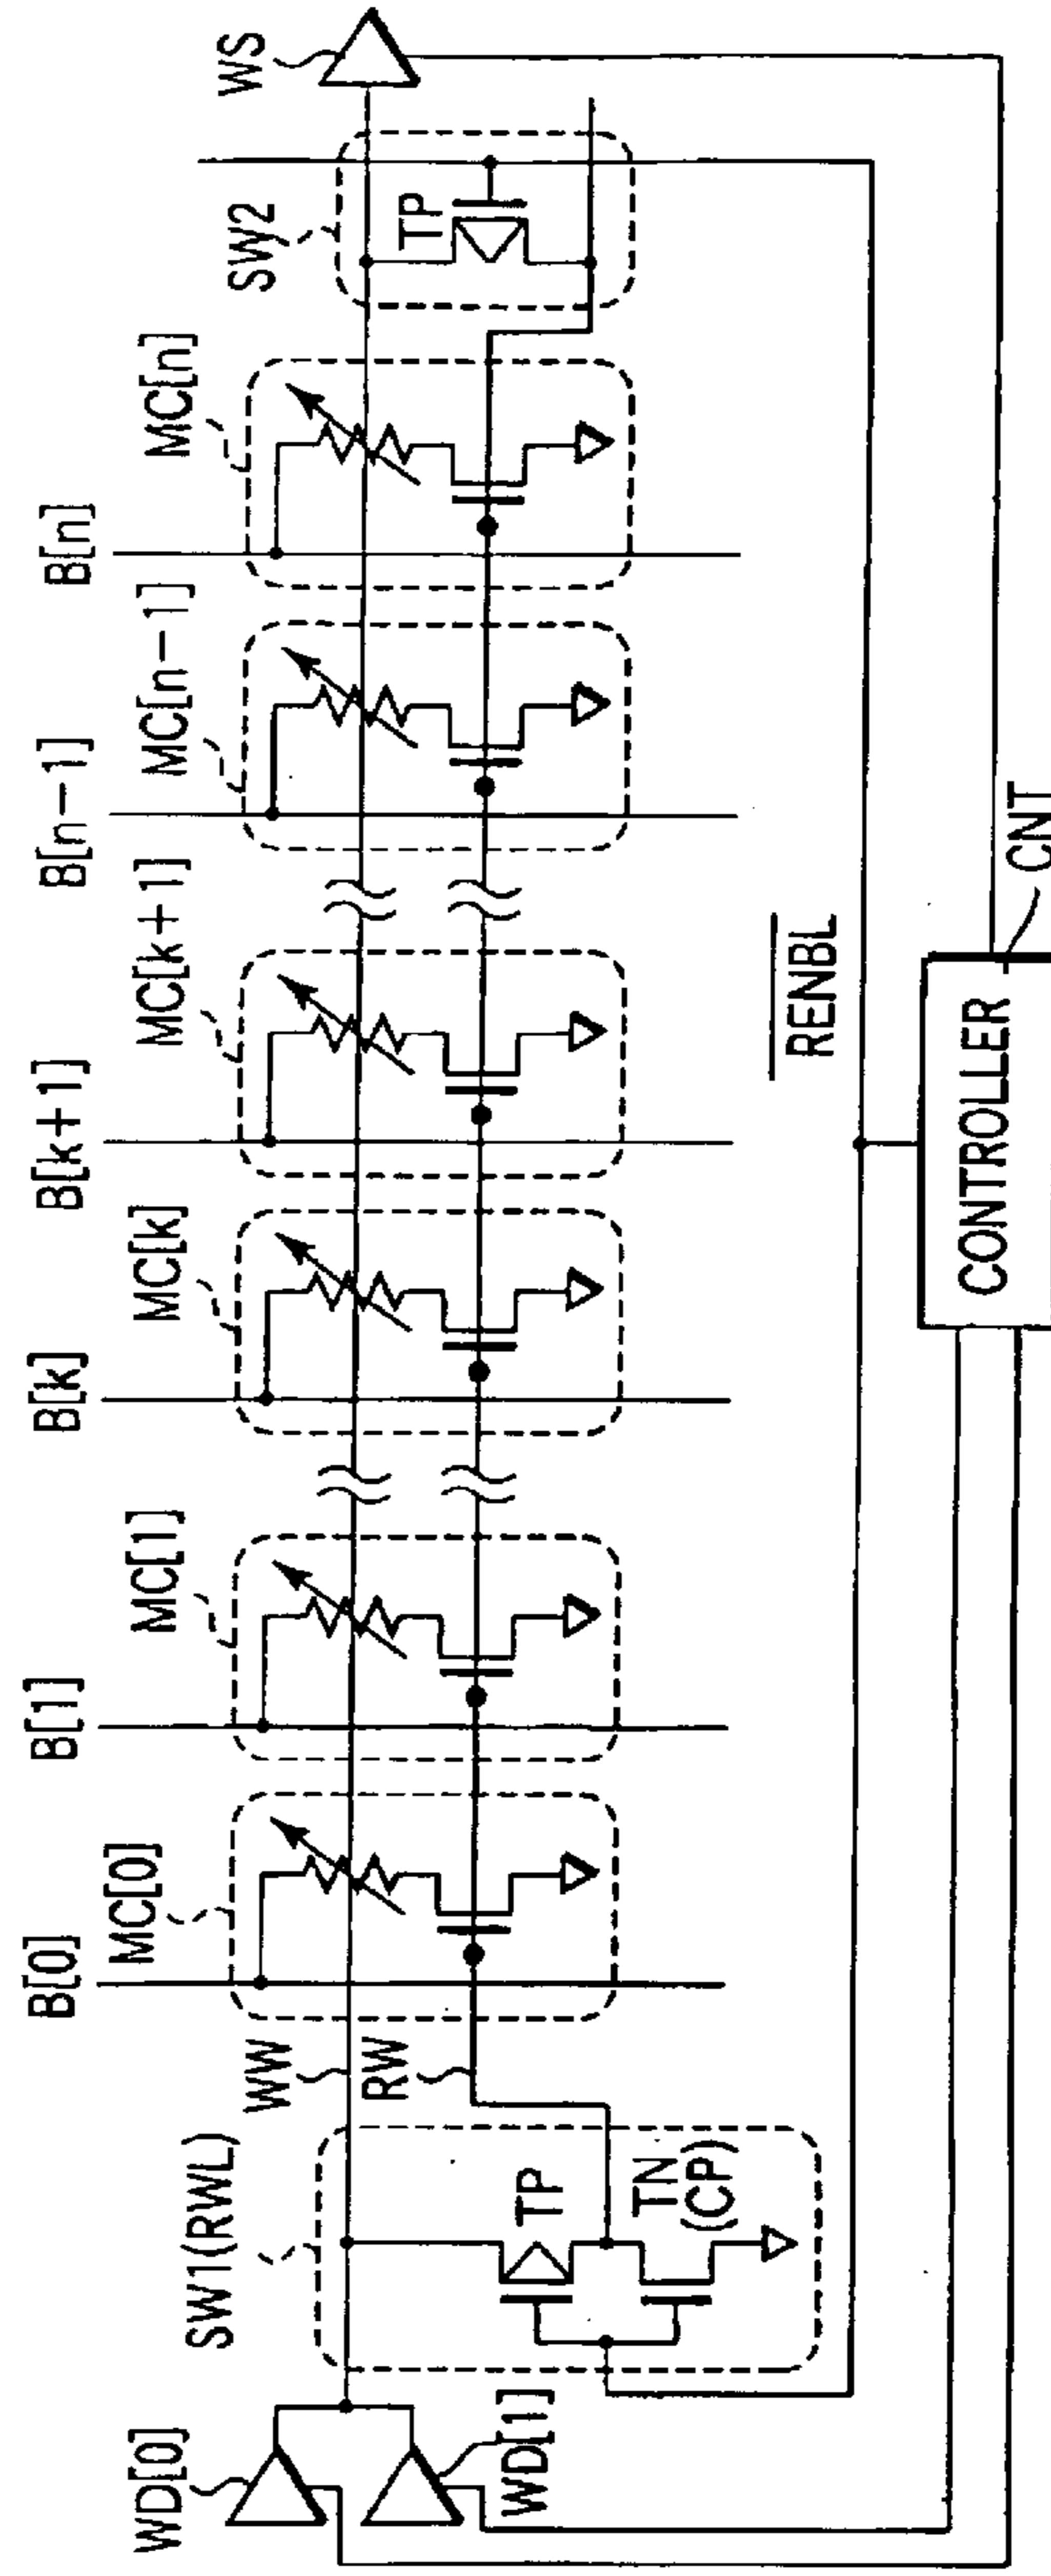 WD[0]
WD[1]
SW1(RWL)
TP
TN
(CP)
WW
RW
B[0]
MC[0]
B[1]
MC[1]
B[k]
MC[k]
B[k+1]
MC[k+1]
B[n-1]
MC[n-1]
B[n]
MC[n]
SW2
TP
WS
RENBL
CONTROLLER
CNT